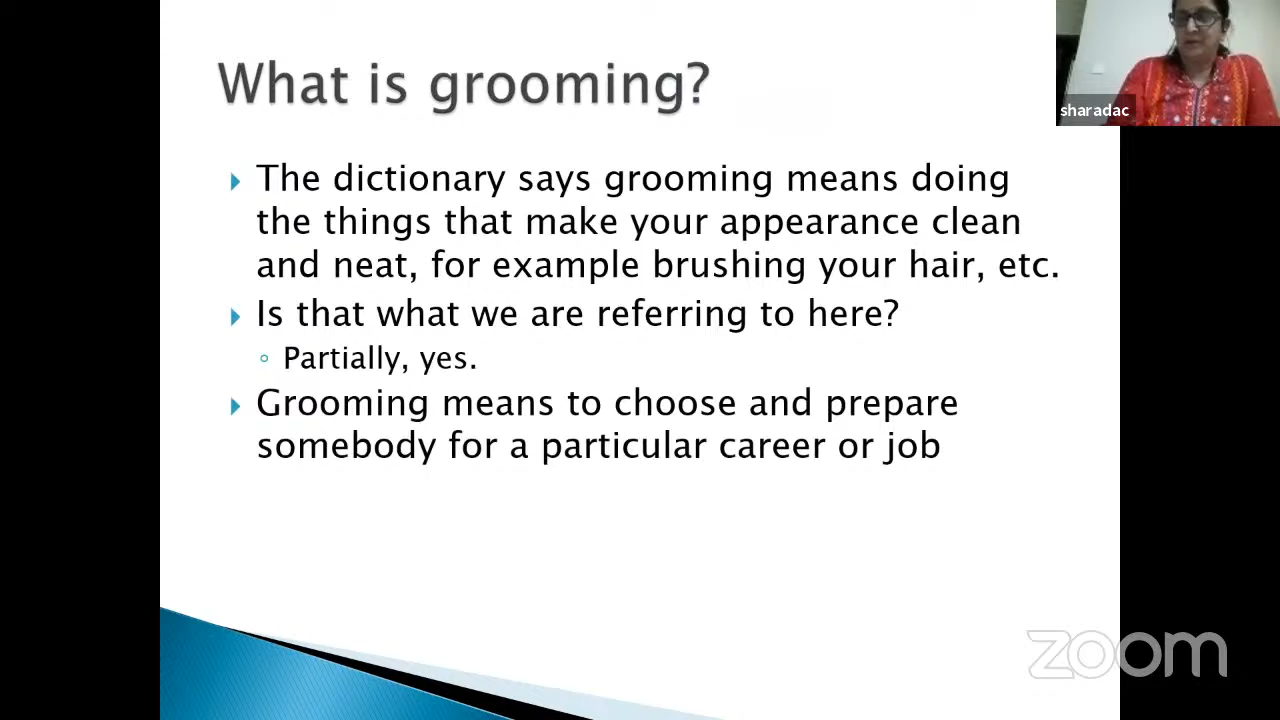 What is grooming?
sharadac
The dictionary says grooming means doing
the things that make your appearance clean
and neat, for example brushing your hair, etc.
Is that what we are referring to here?
Partially, yes.
Grooming means to choose and prepare
somebody for a particular career or job
zoom